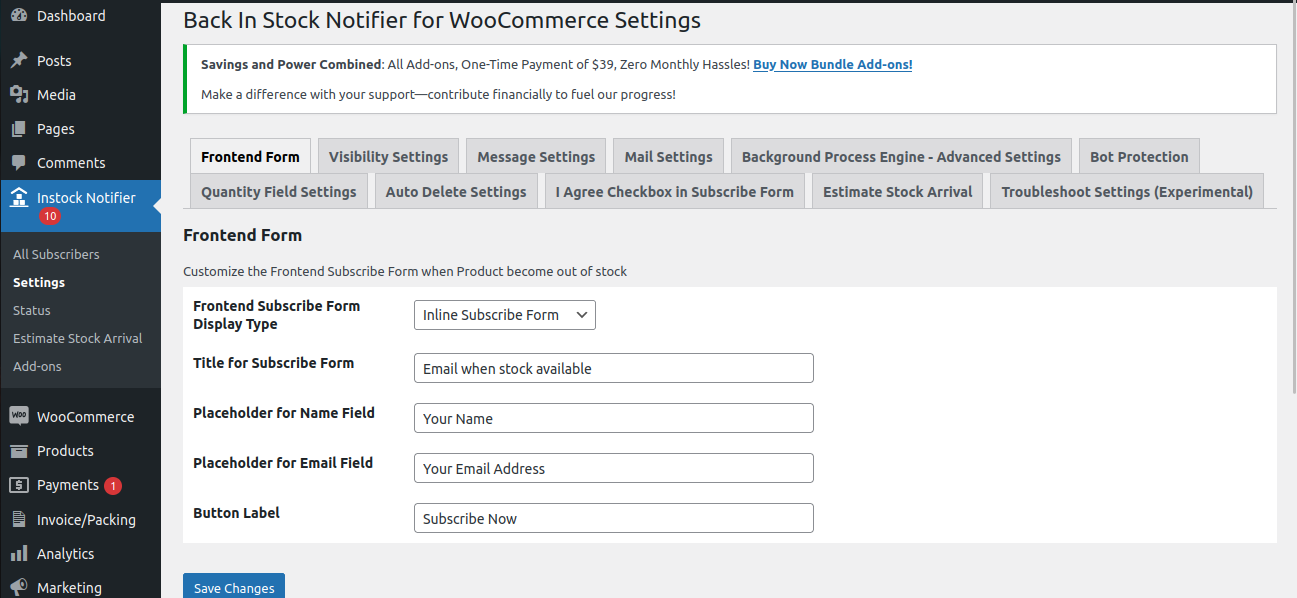 Dashboard
Posts
Media
Pages
Comments
Instock Notifier
10
All Subscribers
Settings
Status
Estimate Stock Arrival
Add-ons
WOO WooCommerce
Products
Payments 1
Invoice/Packing
Analytics
Marketing
Back In Stock Notifier for WooCommerce Settings
Savings and Power Combined: All Add-ons, One-Time Payment of $39, Zero Monthly Hassles! Buy Now Bundle Add-ons!
Make a difference with your support—contribute financially to fuel our progress!
Frontend Form Visibility Settings Message Settings Mail Settings Background Process Engine - Advanced Settings Bot Protection
Quantity Field Settings Auto Delete Settings I Agree Checkbox in Subscribe Form Estimate Stock Arrival Troubleshoot Settings (Experimental)
Frontend Form
Customize the Frontend Subscribe Form when Product become out of stock
Frontend Subscribe Form
Display Type
Inline Subscribe Form
Title for Subscribe Form
Email when stock available
Placeholder for Name Field
Your Name
Placeholder for Email Field
Your Email Address
Button Label
Subscribe Now
Save Changes